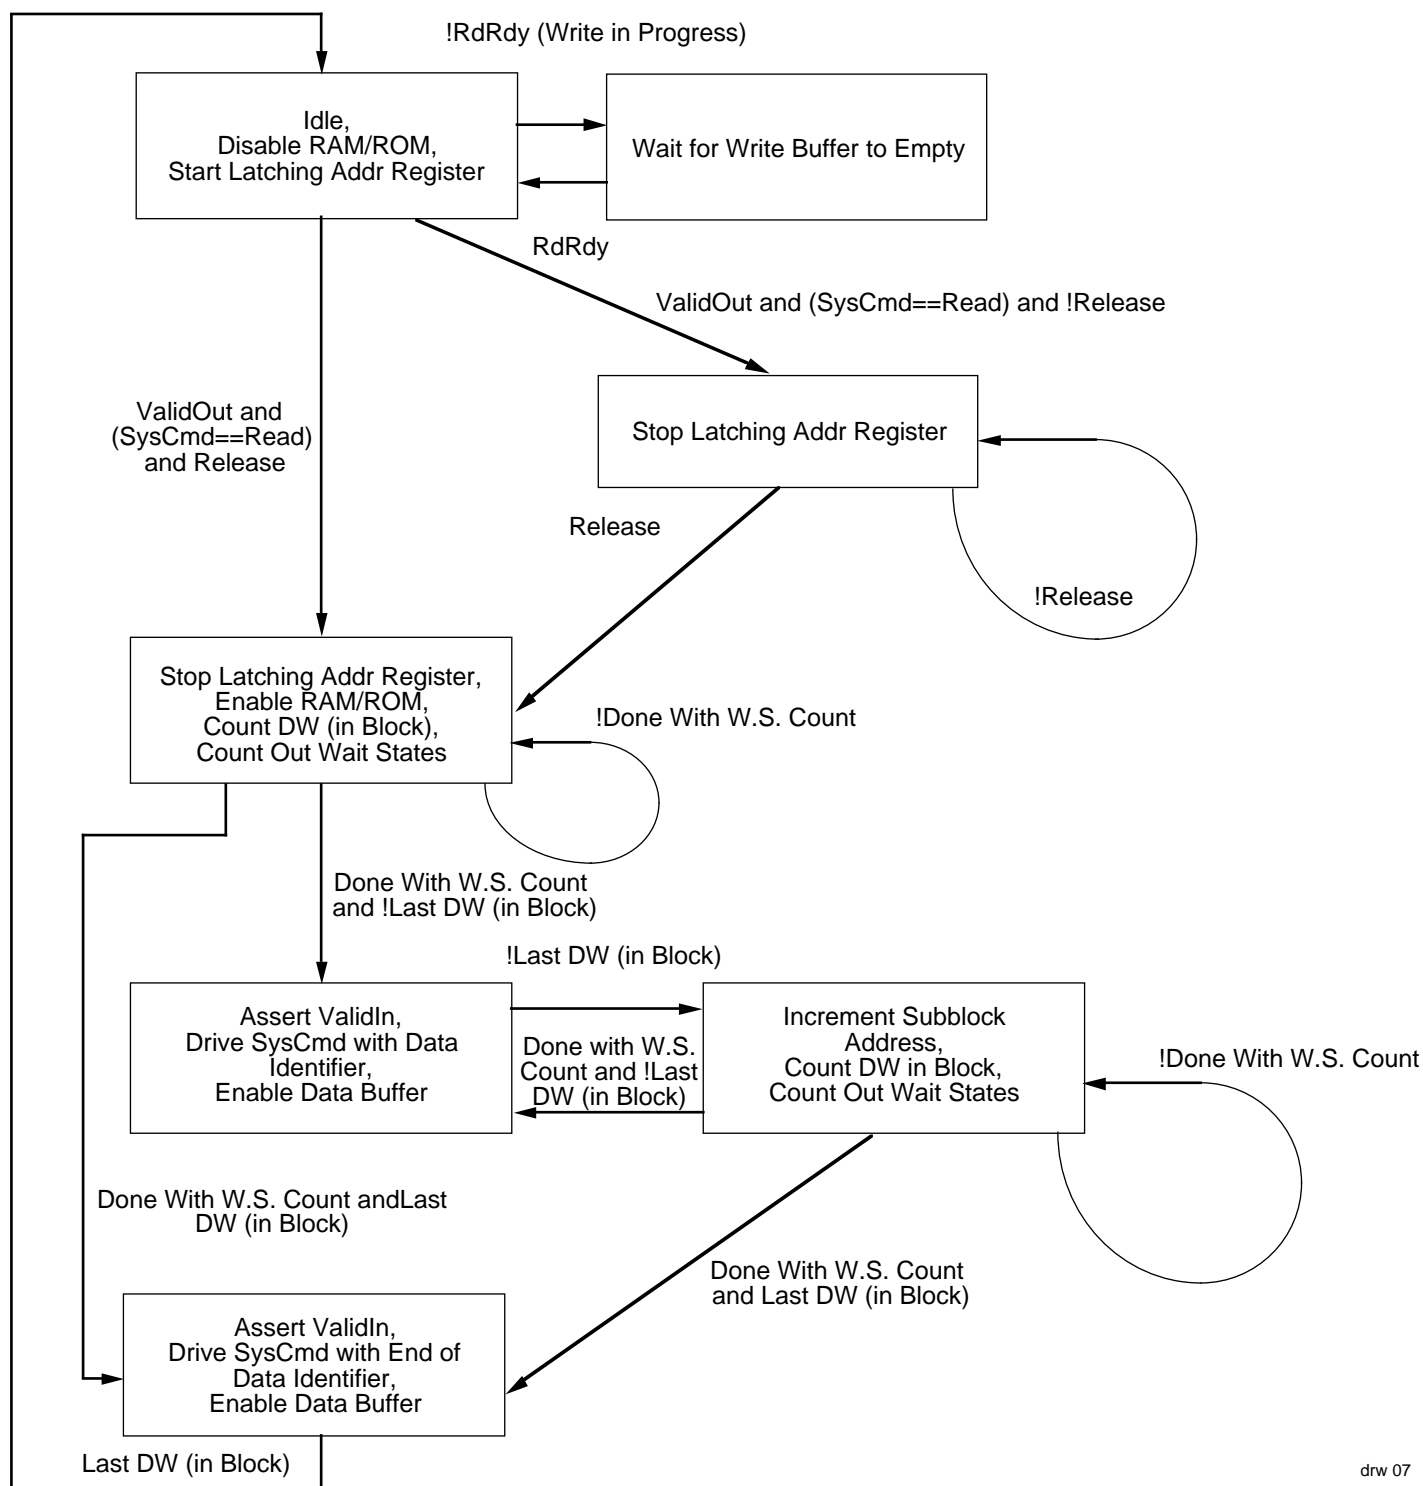 !RdRdy (Write in Progress)
Idle,
Disable RAM/ROM,
Start Latching Addr Register
Wait for Write Buffer to Empty
RdRdy
ValidOut and (SysCmd==Read) and !Release
ValidOut and
(SysCmd==Read)
and Release
Stop Latching Addr Register
Release
!Release
Stop Latching Addr Register,
Enable RAM/ROM,
Count DW (in Block),
Count Out Wait States
!Done With W.S. Count
Done With W.S. Count
and !Last DW (in Block)
!Last DW (in Block)
Assert ValidIn,
Drive SysCmd with Data
Identifier,
Enable Data Buffer
Done with W.S.
Count and !Last
DW (in Block)
Increment Subblock
Address,
Count DW in Block,
Count Out Wait States
!Done With W.S. Count
Done With W.S. Count andLast
DW (in Block)
Done With W.S. Count
and Last DW (in Block)
Assert ValidIn,
Drive SysCmd with End of
Data Identifier,
Enable Data Buffer
Last DW (in Block)
drw 07